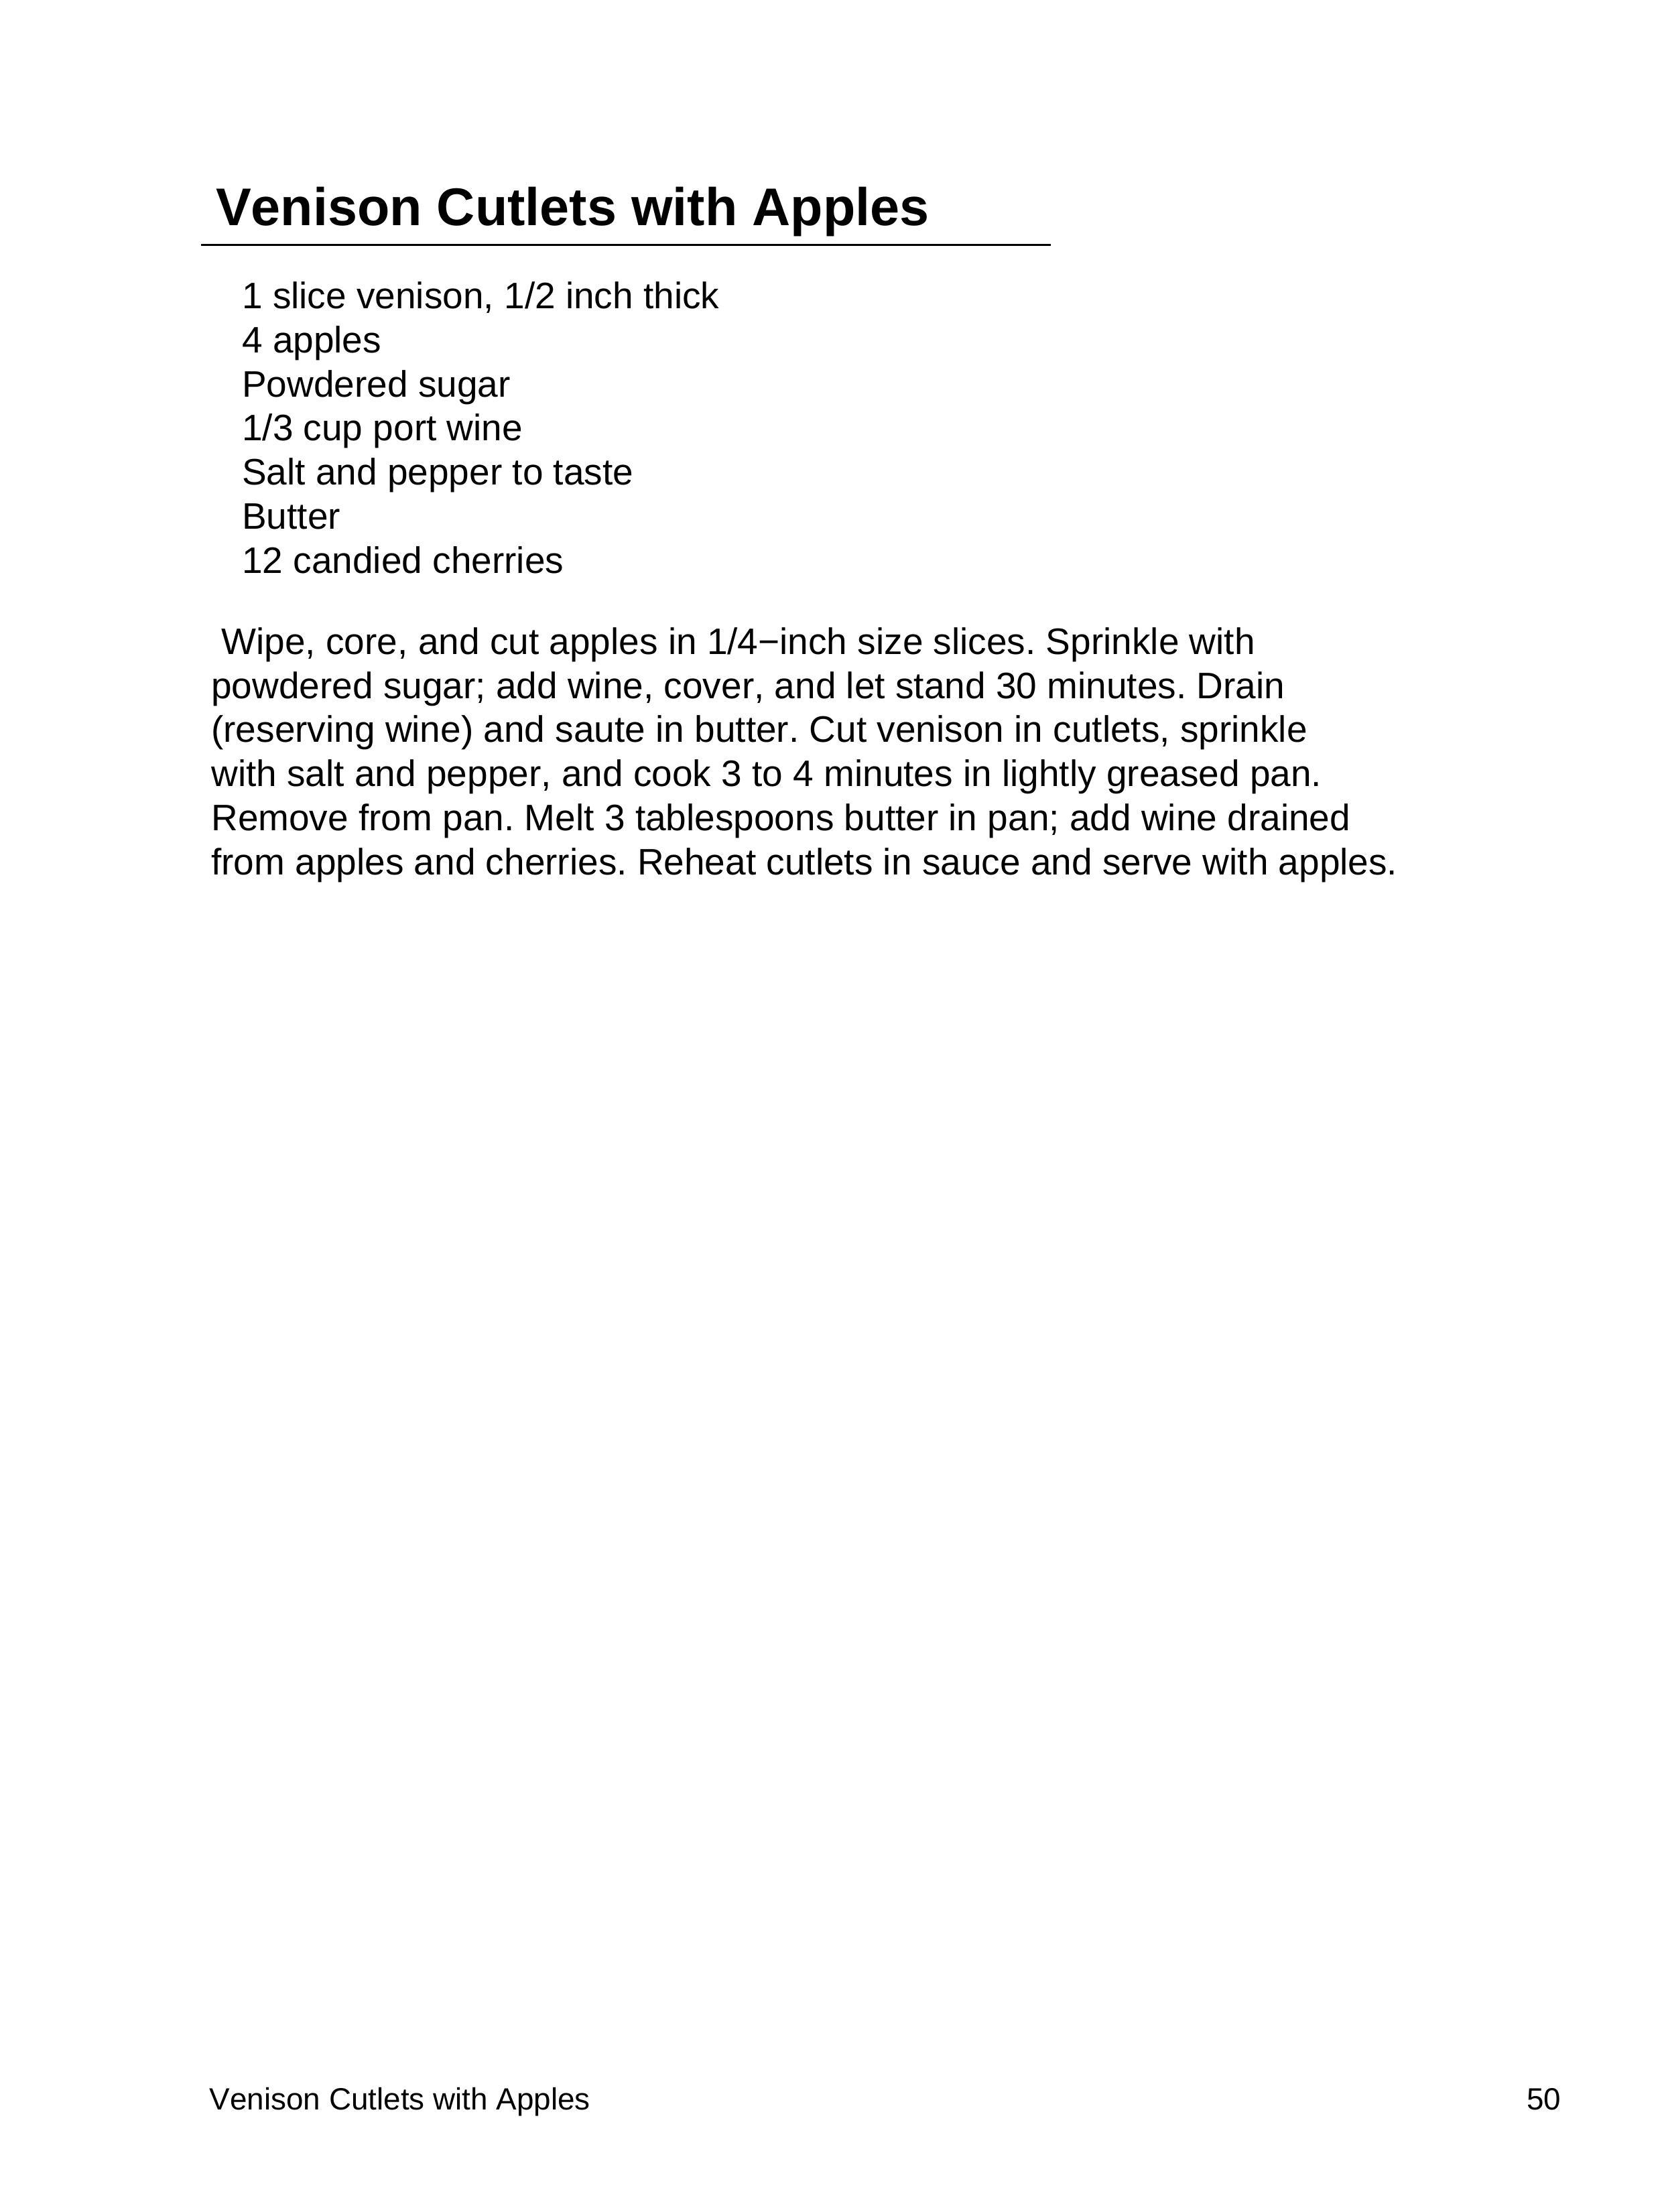 Venison Cutlets with Apples
1 slice venison, 1/2 inch thick
4 apples
Powdered sugar
1/3 cup port wine
Salt and pepper to taste
Butter
12 candied cherries
Wipe, core, and cut apples in 1/4−inch size slices. Sprinkle with
powdered sugar; add wine, cover, and let stand 30 minutes. Drain
(reserving wine) and saute in butter. Cut venison in cutlets, sprinkle
with salt and pepper, and cook 3 to 4 minutes in lightly greased pan.
Remove from pan. Melt 3 tablespoons butter in pan; add wine drained
from apples and cherries. Reheat cutlets in sauce and serve with apples.
Venison Cutlets with Apples 50